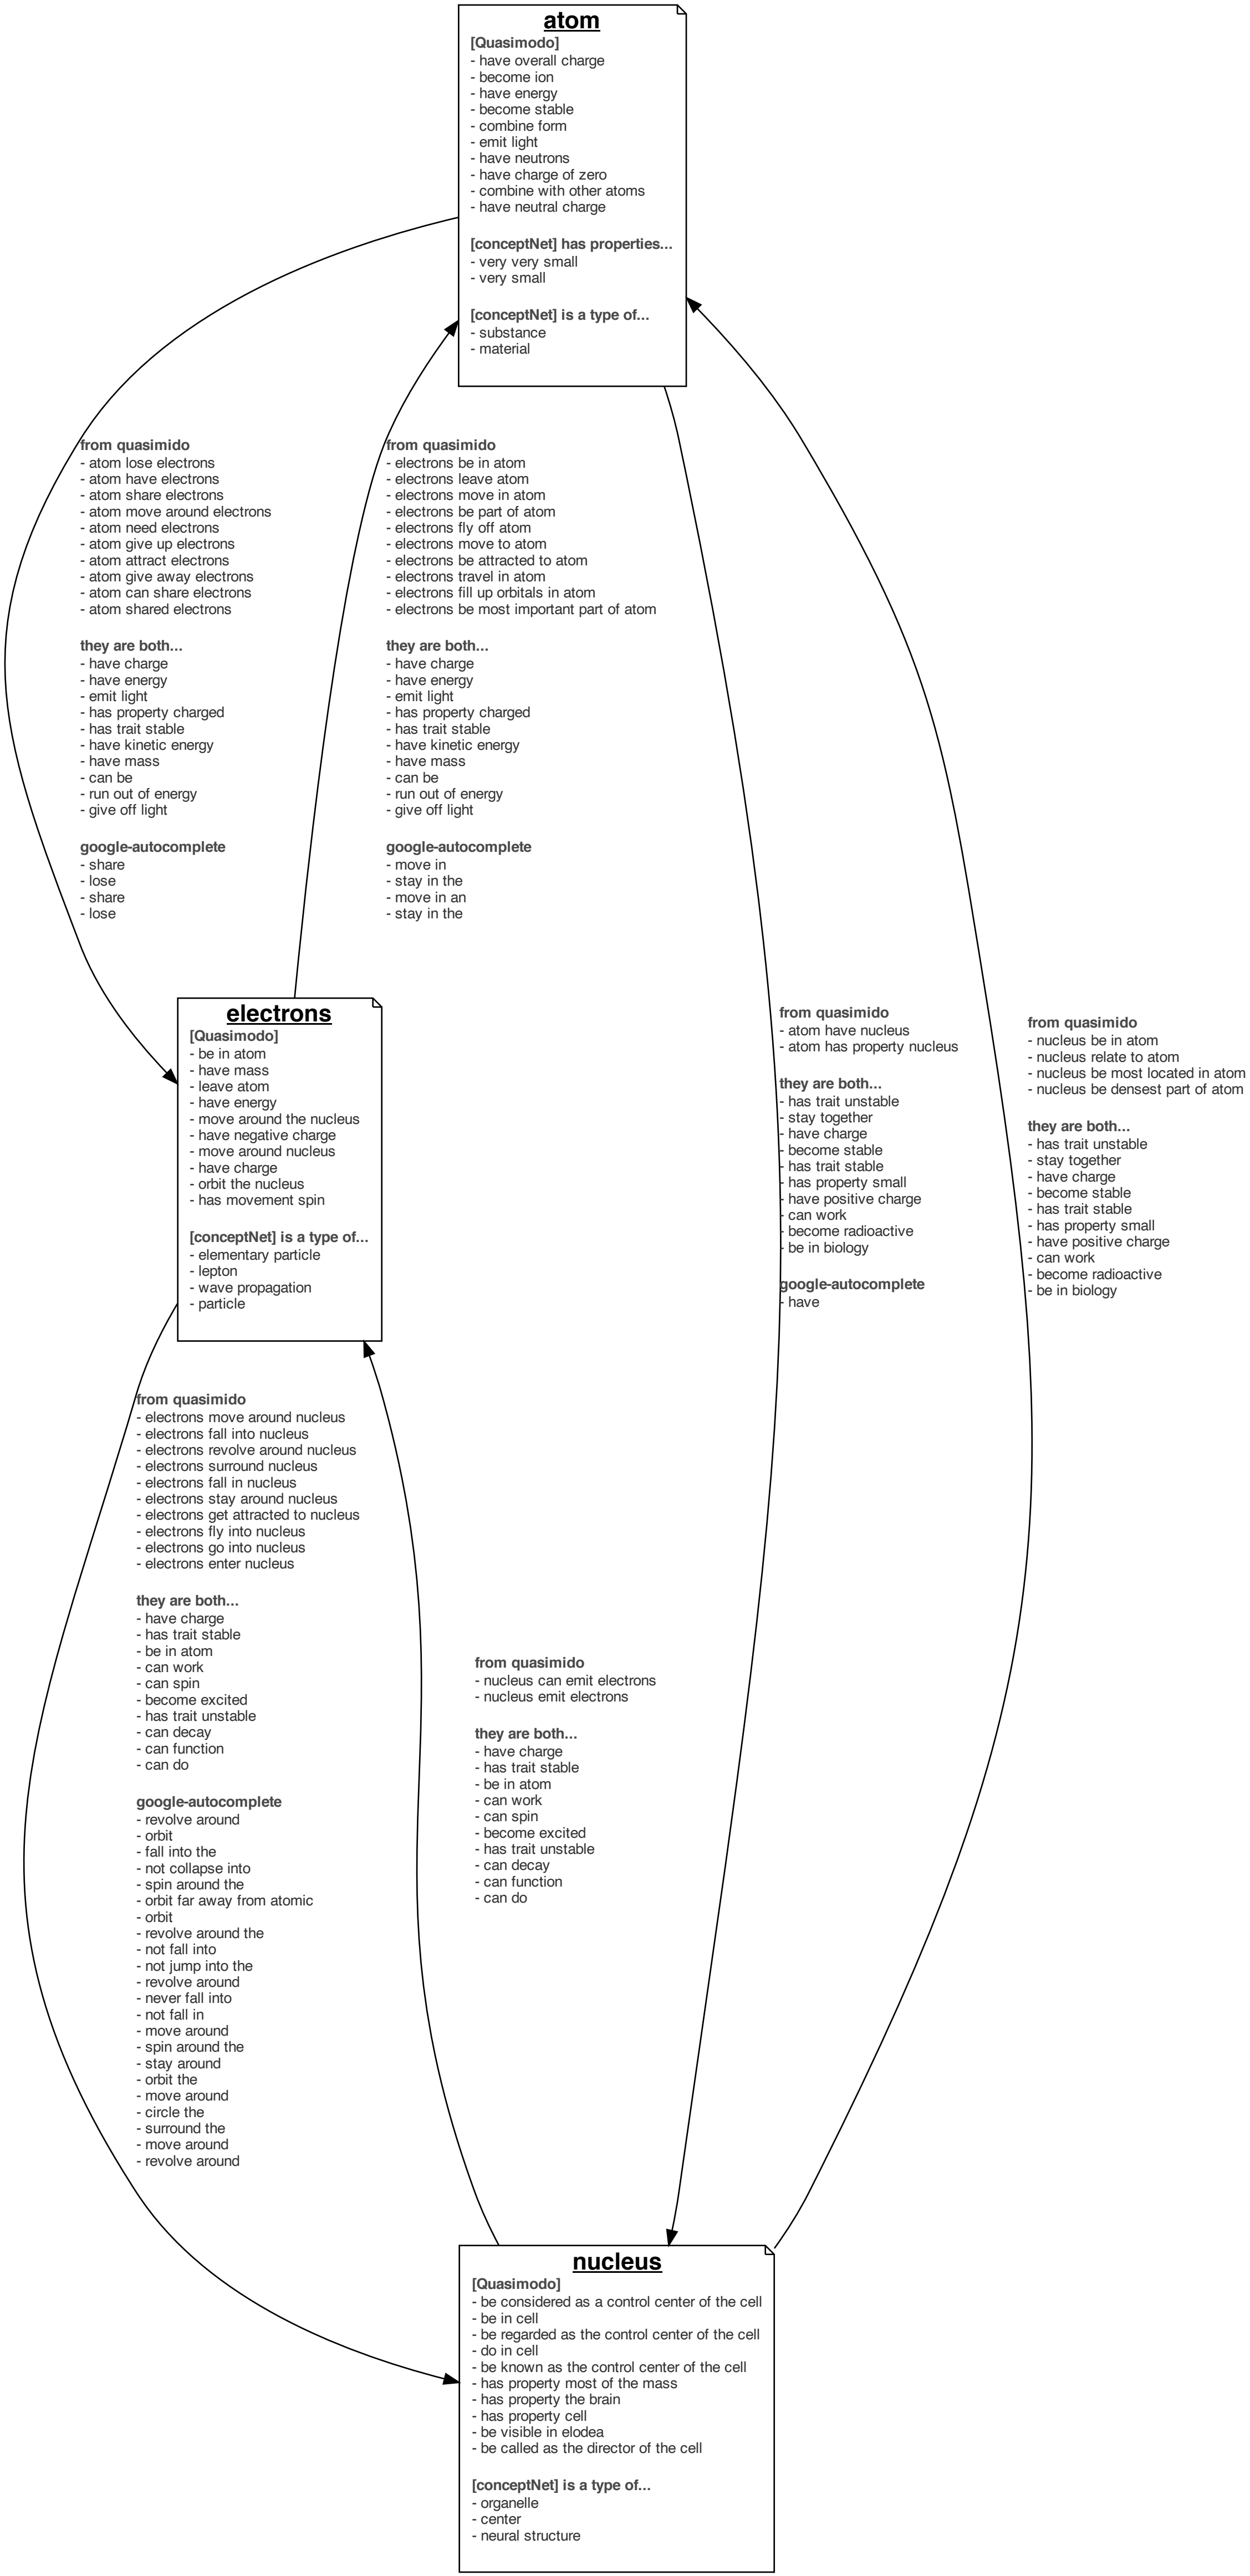 atom
[Quasimodo]
- have overall charge
- become ion
- have energy
- become stable
- combine form
- emit light
- have neutrons
- have charge of zero
- combine with other atoms
- have neutral charge
[conceptNet] has properties...
- very very small
- very small
[conceptNet] is a type of...
- substance
- material
from quasimido
- atom lose electrons
- atom have electrons
- atom share electrons
- atom move around electrons
- atom need electrons
- atom give up electrons
- atom attract electrons
- atom give away electrons
- atom can share electrons
- atom shared electrons
they are both...
- have charge
- have energy
- emit light
- has property charged
- has trait stable
- have kinetic energy
- have mass
- can be
- run out of energy
- give off light
google-autocomplete
- share
- lose
- share
- lose
from quasimido
- electrons be in atom
- electrons leave atom
- electrons move in atom
- electrons be part of atom
- electrons fly off atom
- electrons move to atom
- electrons be attracted to atom
- electrons travel in atom
- electrons fill up orbitals in atom
- electrons be most important part of atom
they are both...
- have charge
- have energy
- emit light
- has property charged
- has trait stable
- have kinetic energy
- have mass
- can be
- run out of energy
- give off light
google-autocomplete
- move in
- stay in the
- move in an
- stay in the
electrons
[Quasimodo]
- be in atom
- have mass
- leave atom
- have energy
- move around the nucleus
- have negative charge
- move around nucleus
- have charge
- orbit the nucleus
- has movement spin
[conceptNet] is a type of...
- elementary particle
- lepton
- wave propagation
- particle
from quasimido
- atom have nucleus
- atom has property nucleus
they are both...
- has trait unstable
- stay together
- have charge
- become stable
- has trait stable
- has property small
- have positive charge
- can work
- become radioactive
- be in biology
google-autocomplete
- have
from quasimido
- nucleus be in atom
- nucleus relate to atom
- nucleus be most located in atom
- nucleus be densest part of atom
they are both...
- has trait unstable
- stay together
- have charge
- become stable
- has trait stable
- has property small
- have positive charge
- can work
- become radioactive
- be in biology
from quasimido
- electrons move around nucleus
- electrons fall into nucleus
- electrons revolve around nucleus
- electrons surround nucleus
- electrons fall in nucleus
- electrons stay around nucleus
- electrons get attracted to nucleus
- electrons fly into nucleus
- electrons go into nucleus
- electrons enter nucleus
they are both...
- have charge
- has trait stable
- be in atom
- can work
- can spin
- become excited
- has trait unstable
- can decay
- can function
- can do
google-autocomplete
- revolve around
- orbit
- fall into the
- not collapse into
- spin around the
- orbit far away from atomic
- orbit
- revolve around the
- not fall into
- not jump into the
- revolve around
- never fall into
- not fall in
- move around
- spin around the
- stay around
- orbit the
- move around
- circle the
- surround the
- move around
- revolve around
from quasimido
- nucleus can emit electrons
- nucleus emit electrons
they are both...
- have charge
- has trait stable
- be in atom
- can work
- can spin
- become excited
- has trait unstable
- can decay
- can function
- can do
nucleus
[Quasimodo]
- be considered as a control center of the cell
- be in cell
- be regarded as the control center of the cell
- do in cell
- be known as the control center of the cell
- has property most of the mass
- has property the brain
- has property cell
- be visible in elodea
- be called as the director of the cell
[conceptNet] is a type of...
- organelle
- center
- neural structure